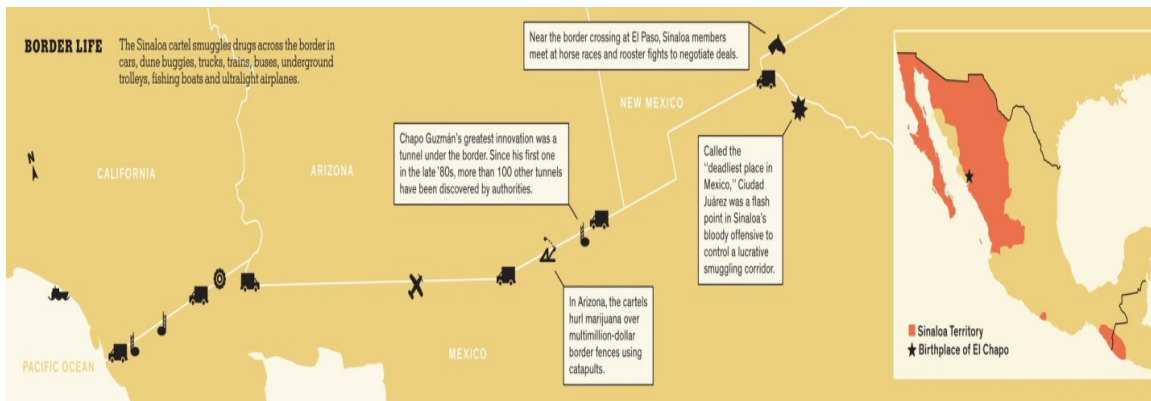 BORDER LIFE
The Sinaloa cartel smuggles drugs across the border in
cars, dune buggies, trucks, trains, buses, underground
trolleys, fishing boats and ultralight airplanes.
Near the border crossing at El Paso, Sinaloa members
meet at horse races and rooster fights to negotiate deals.
NEW MEXICO
Chapo Guzmán's greatest innovation was a
tunnel under the border. Since his first one
in the late '80s, more than 100 other tunnels
have been discovered by authorities.
Called the
"deadliest place in
Mexico," Ciudad
Juárez was a flash
point in Sinaloa's
bloody offensive to
control a lucrative
smuggling corridor.
N
CALIFORNIA
ARIZONA
In Arizona, the cartels
hurl marijuana over
multimillion-dollar
border fences using
catapults.
MEXICO
PACIFIC OCEAN
Sinaloa Territory
Birthplace of El Chapo